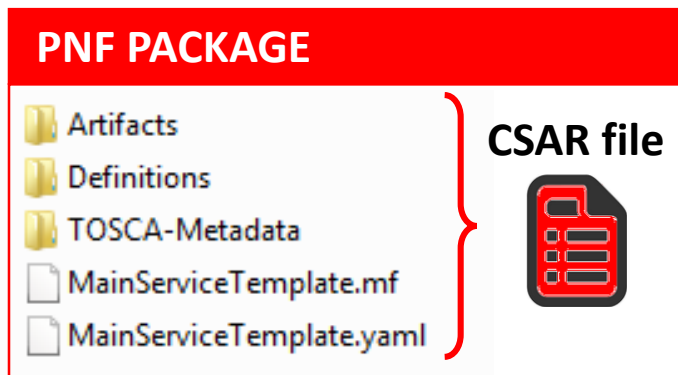 PNF PACKAGE
Artifacts
Definitions
TOSCA-Metadata
MainServiceTemplate.mf
MainServiceTemplate.yaml
CSAR file